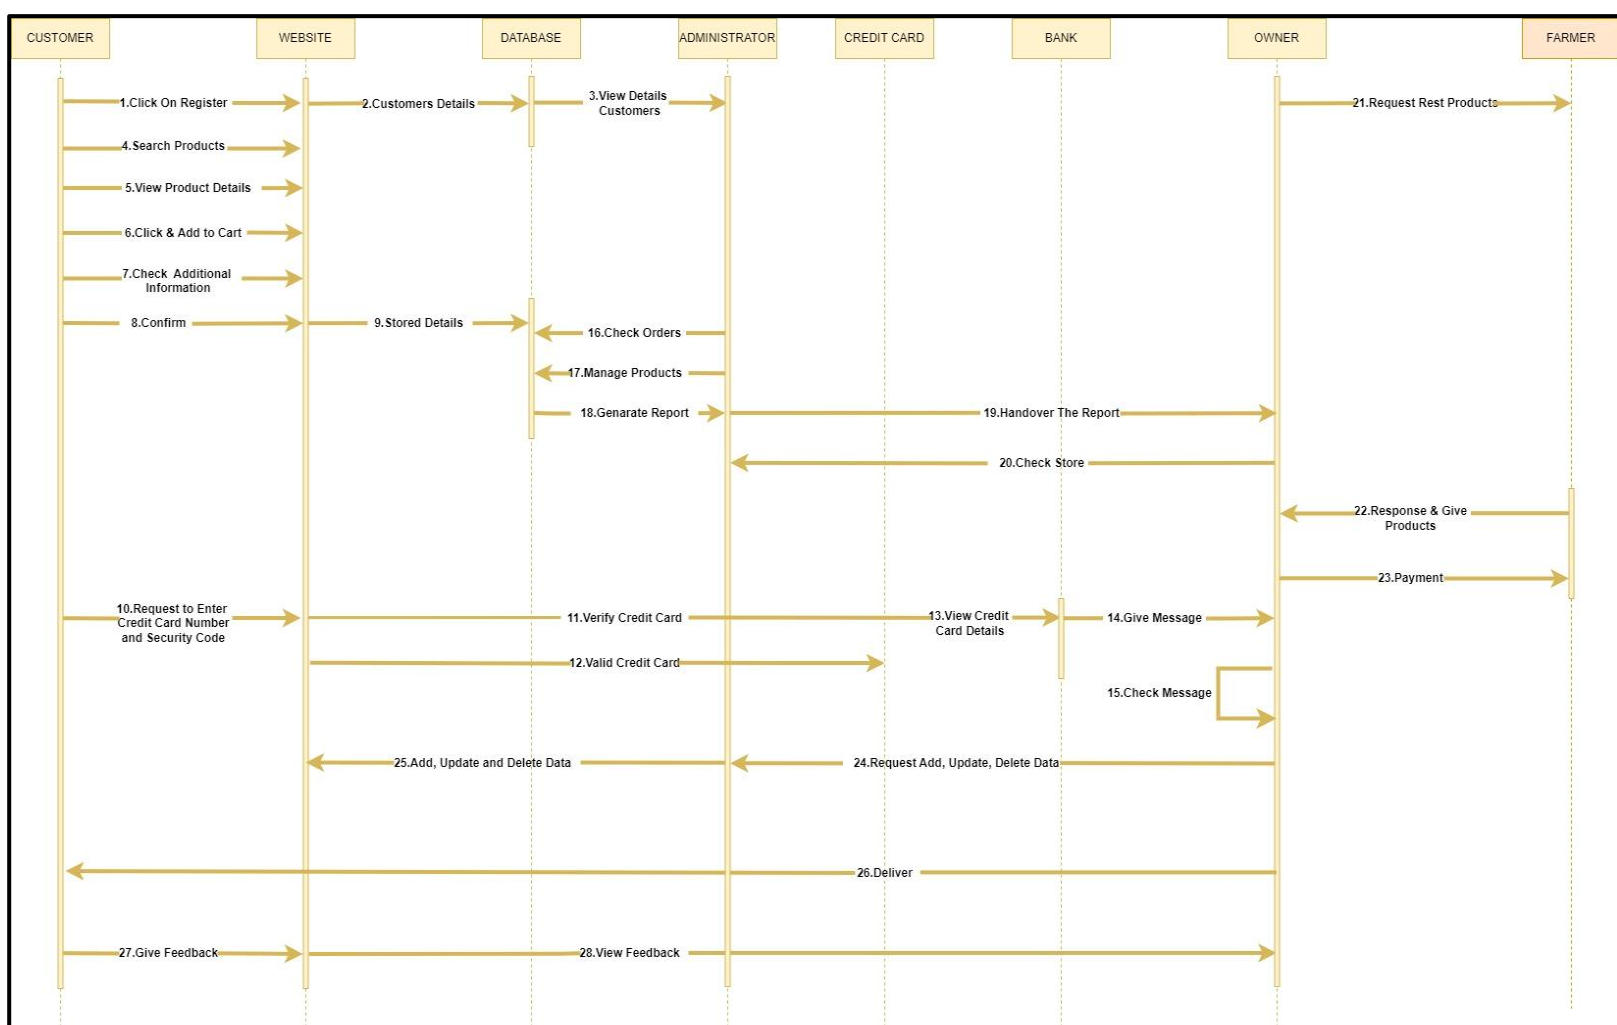 CUSTOMER
WEBSITE
DATABASE
ADMINISTRATOR
CREDIT CARD
BANK
OWNER
FARMER
1.Click On Register
2.Customers Details
3.View Details
Customers
21.Request Rest Products
4.Search Products
5.View Product Details
6.Click & Add to Cart
7.Check Additional
Information
8.Confirm
9.Stored Details
16.Check Orders
17.Manage Products
18.Genarate Report
19.Handover The Report
20.Check Store
22.Response & Give
Products
23.Payment
10.Request to Enter
Credit Card Number
and Security Code
11.Verify Credit Card
13.View Credit
Card Details
14.Give Message
12.Valid Credit Card
15.Check Message
25.Add, Update and Delete Data
24.Request Add, Update, Delete Data
26.Deliver
27.Give Feedback
28.View Feedback